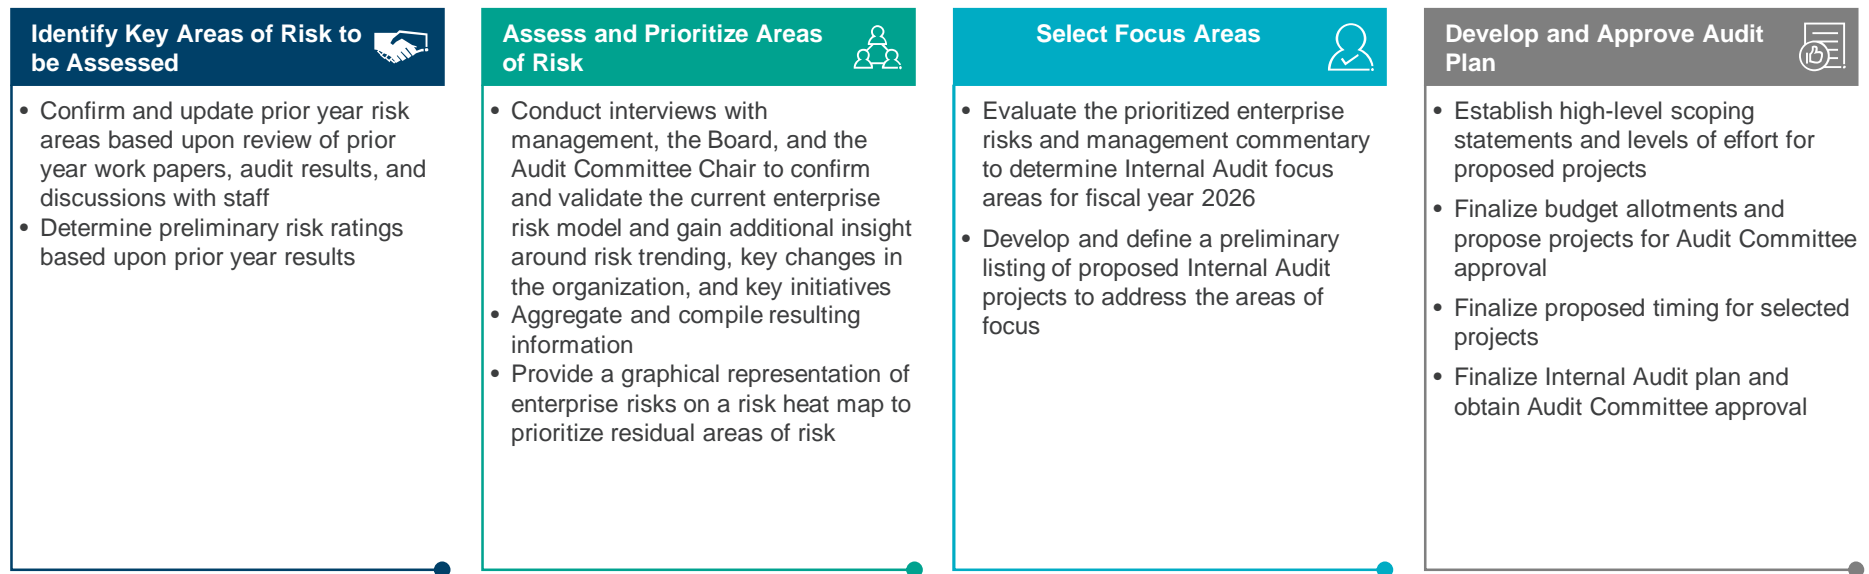 Identify Key Areas of Risk to
be Assessed
• Confirm and update prior year risk
areas based upon review of prior
year work papers, audit results, and
discussions with staff
• Determine preliminary risk ratings
based upon prior year results
Assess and Prioritize Areas
of Risk
• Conduct interviews with
management, the Board, and the
Audit Committee Chair to confirm
and validate the current enterprise
risk model and gain additional insight
around risk trending, key changes in
the organization, and key initiatives
• Aggregate and compile resulting
information
• Provide a graphical representation of
enterprise risks on a risk heat map to
prioritize residual areas of risk
Select Focus Areas
• Evaluate the prioritized enterprise
risks and management commentary
to determine Internal Audit focus
areas for fiscal year 2026
• Develop and define a preliminary
listing of proposed Internal Audit
projects to address the areas of
focus
Develop and Approve Audit
Plan
• Establish high-level scoping
statements and levels of effort for
proposed projects
• Finalize budget allotments and
propose projects for Audit Committee
approval
• Finalize proposed timing for selected
projects
• Finalize Internal Audit plan and
obtain Audit Committee approval